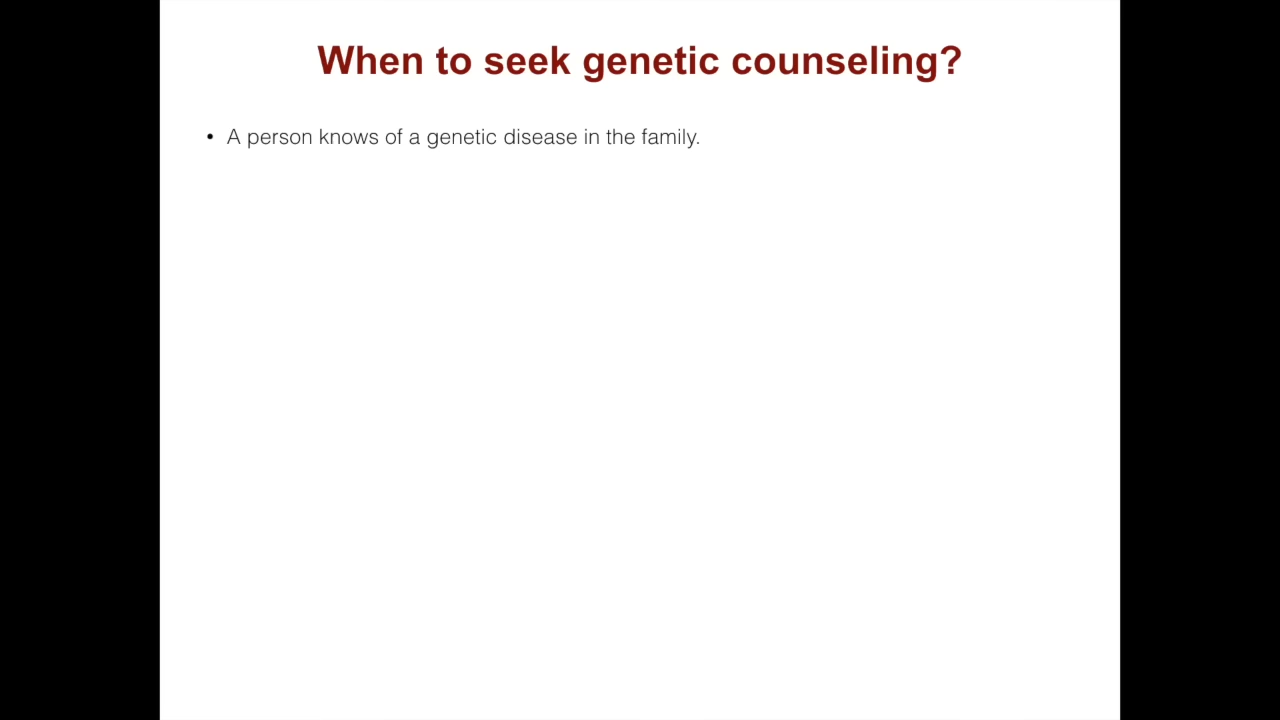 When to seek genetic counseling?
• A person knows of a genetic disease in the family.